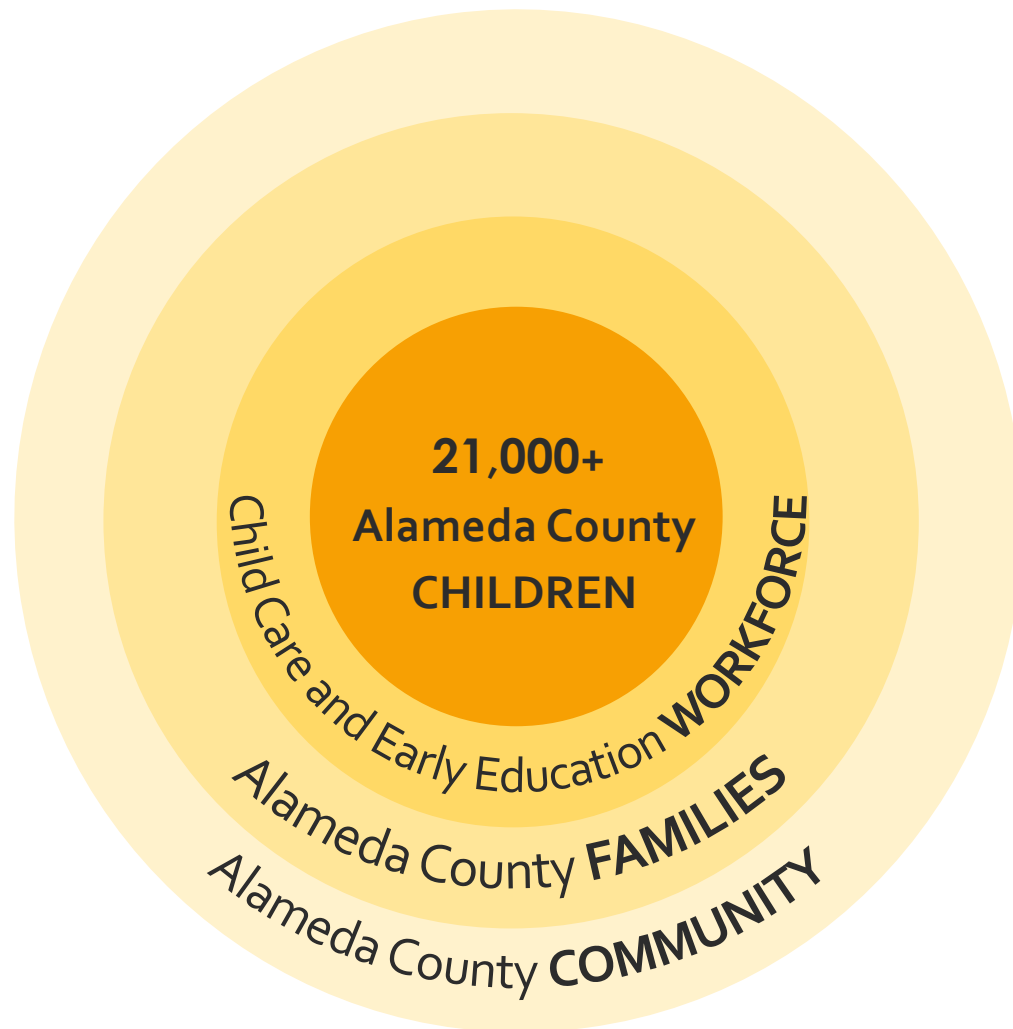 21,000+
Alameda County
CHILDREN
Child Care and Early Education WORKFORCE
Alameda County FAMILIES
Alameda County COMMUNITY